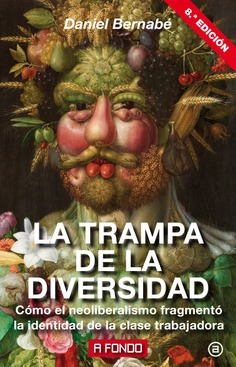 Daniel Bernabé
8.ª EDICIÓN
LA TRAMPA
DE LA
DIVERSIDAD
Cómo el neoliberalismo fragmentó
la identidad de la clase trabajadora
A FONDO